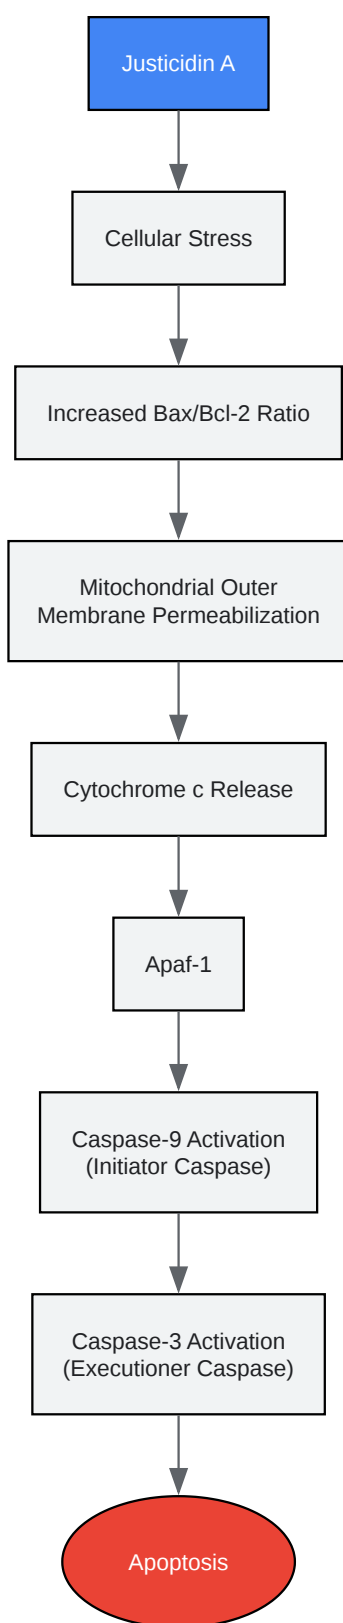 Justicidin A
Cellular Stress
Increased Bax/Bcl-2 Ratio
Mitochondrial Outer
Membrane Permeabilization
Cytochrome c Release
Apaf-1
Caspase-9 Activation
(Initiator Caspase)
Caspase-3 Activation
(Executioner Caspase)
Apoptosis